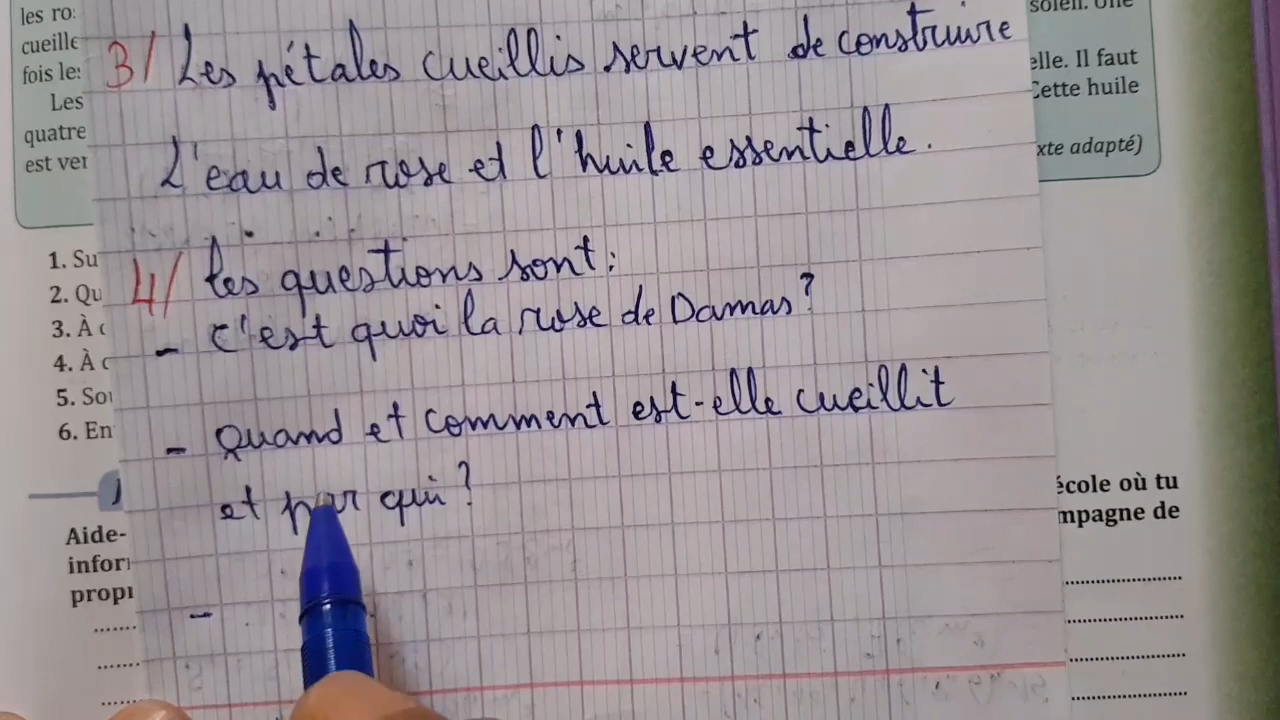 les ro
cueille
fois le
Les
quatre
est ver
soleil. Une
elle. Il faut
Cette huile
xte adapté)
3/ Les pétales cueillis servent de construire
L'eau de rose et l'huile essentielle.
4/ les questions sont:
- c'est quoi la rose de Damas?
- Quand et comment est-elle cueillit
et par qui?
-
1. Su
2. Qu
3. À
4. À
5. Sou
6. En
Aide-
infor
propr
école où tu
mpagne de